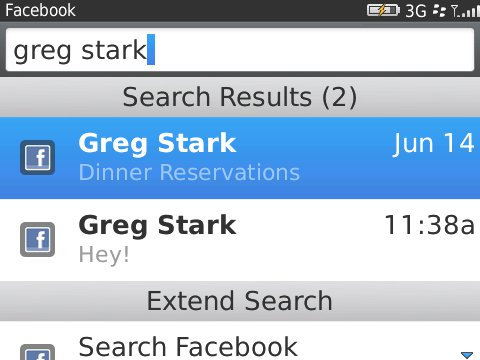 Facebook 3G
greg stark
Search Results (2)
Greg Stark Jun 14
Dinner Reservations
Greg Stark 11:38a
Hey!
Extend Search
Search Facebook